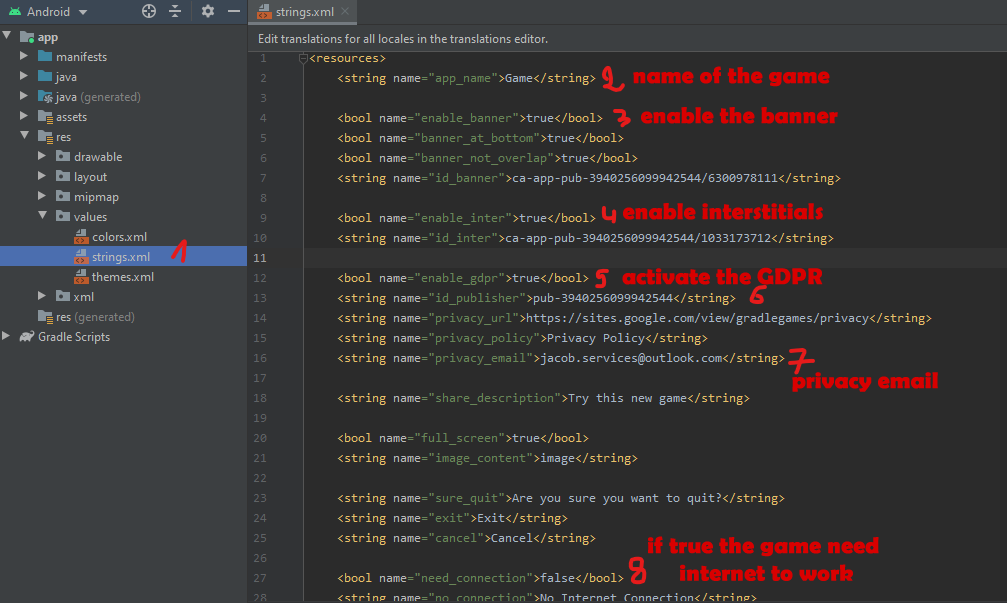 Android
strings.xml
app
Edit translations for all locales in the translations editor.
manifests
java
java (generated)
assets
res
drawable
layout
mipmap
values
colors.xml
strings.xml 1
themes.xml
xml
res (generated)
Gradle Scripts
1 <resources>
2 <string name="app_name">Game</string> 2 name of the game
3
4 <bool name="enable_banner">true</bool> 3 enable the banner
5 <bool name="banner_at_bottom">true</bool>
6 <bool name="banner_not_overlap">true</bool>
7 <string name="id_banner">ca-app-pub-3940256099942544/6300978111</string>
8
9 <bool name="enable_inter">true</bool> 4 enable interstitials
10 <string name="id_inter">ca-app-pub-3940256099942544/1033173712</string>
11
12 <bool name="enable_gdpr">true</bool> 5 activate the GDPR
13 <string name="id_publisher">pub-3940256099942544</string> 6
14 <string name="privacy_url">https://sites.google.com/view/gradlegames/privacy</string>
15 <string name="privacy_policy">Privacy Policy</string>
16 <string name="privacy_email">jacob.services@outlook.com</string> 7
privacy email
17
18 <string name="share_description">Try this new game</string>
19
20 <bool name="full_screen">true</bool>
21 <string name="image_content">image</string>
22
23 <string name="sure_quit">Are you sure you want to quit?</string>
24 <string name="exit">Exit</string>
25 <string name="cancel">Cancel</string>
if true the game need
26
internet to work
27 <bool name="need_connection">false</bool> 8
28 <string name="no_connection">No Internet Connection</string>